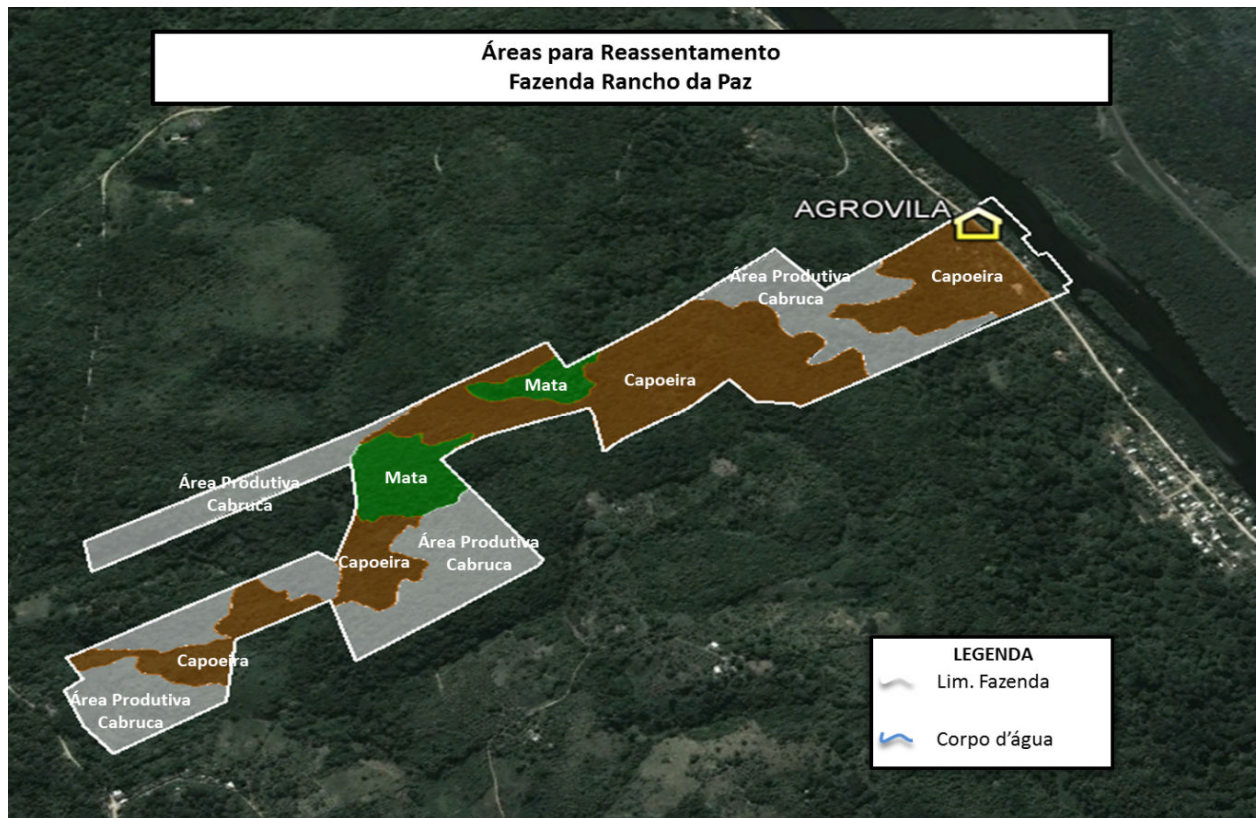 Áreas para Reassentamento
Fazenda Rancho da Paz
AGROVILA
Área Produtiva
Cabruca
Capoeira
Mata
Capoeira
Mata
Área Produtiva
Cabruca
Área Produtiva
Cabruca
Capoeira
Capoeira
Área Produtiva
Cabruca
LEGENDA
Lim. Fazenda
Corpo d'água